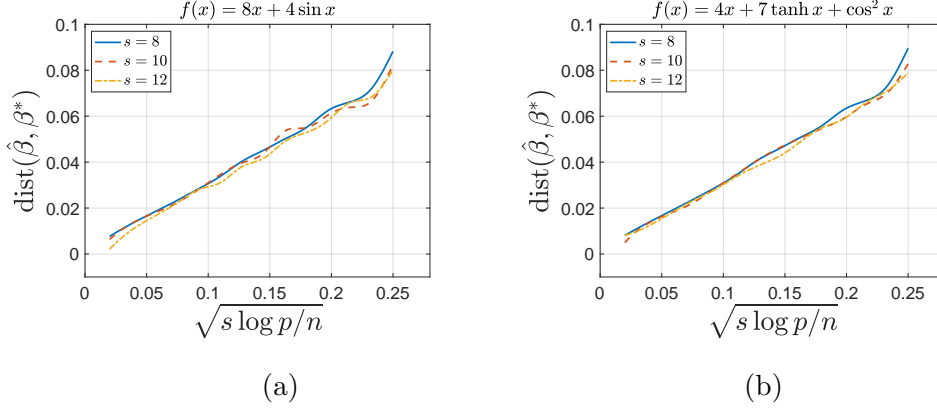 f(x) = 8x + 4 sin x
0.1
0.08
0.06
0.04
0.02
0
s = 8
s = 10
s = 12
dist(β̂, β*)
0
0.05
0.1
0.15
0.2
0.25
√(s log p/n)
(a)
f(x) = 4x + 7 tanh x + cos² x
0.1
0.08
0.06
0.04
0.02
0
s = 8
s = 10
s = 12
dist(β̂, β*)
0
0.05
0.1
0.15
0.2
0.25
√(s log p/n)
(b)